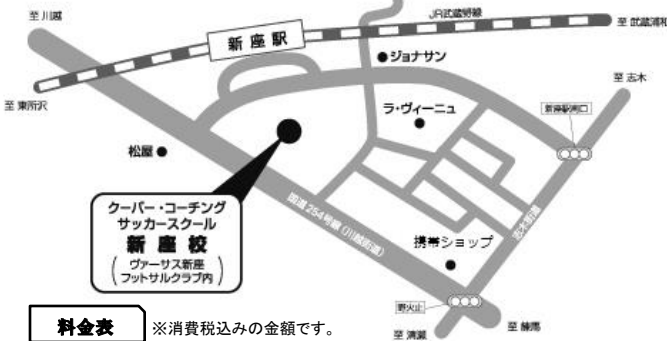 至 川越
JR武蔵野線
至 武蔵浦和
新座駅
ジョナサン
至 志木
至 東所沢
ラ・ヴィーニュ
新座駅南口
松屋
クーバー・コーチング
サッカースクール
新座校
(ヴァーサス新座
フットサルクラブ内)
国道254号線(川越街道)
志木街道
携帯ショップ
野火止
至 清瀬
至 練馬
料金表
※消費税込みの金額です。